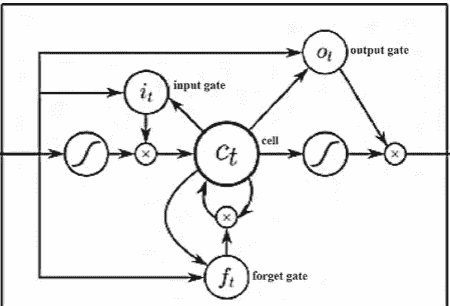 o_t output gate
i_t input gate
×
c_t cell
×
×
f_t forget gate